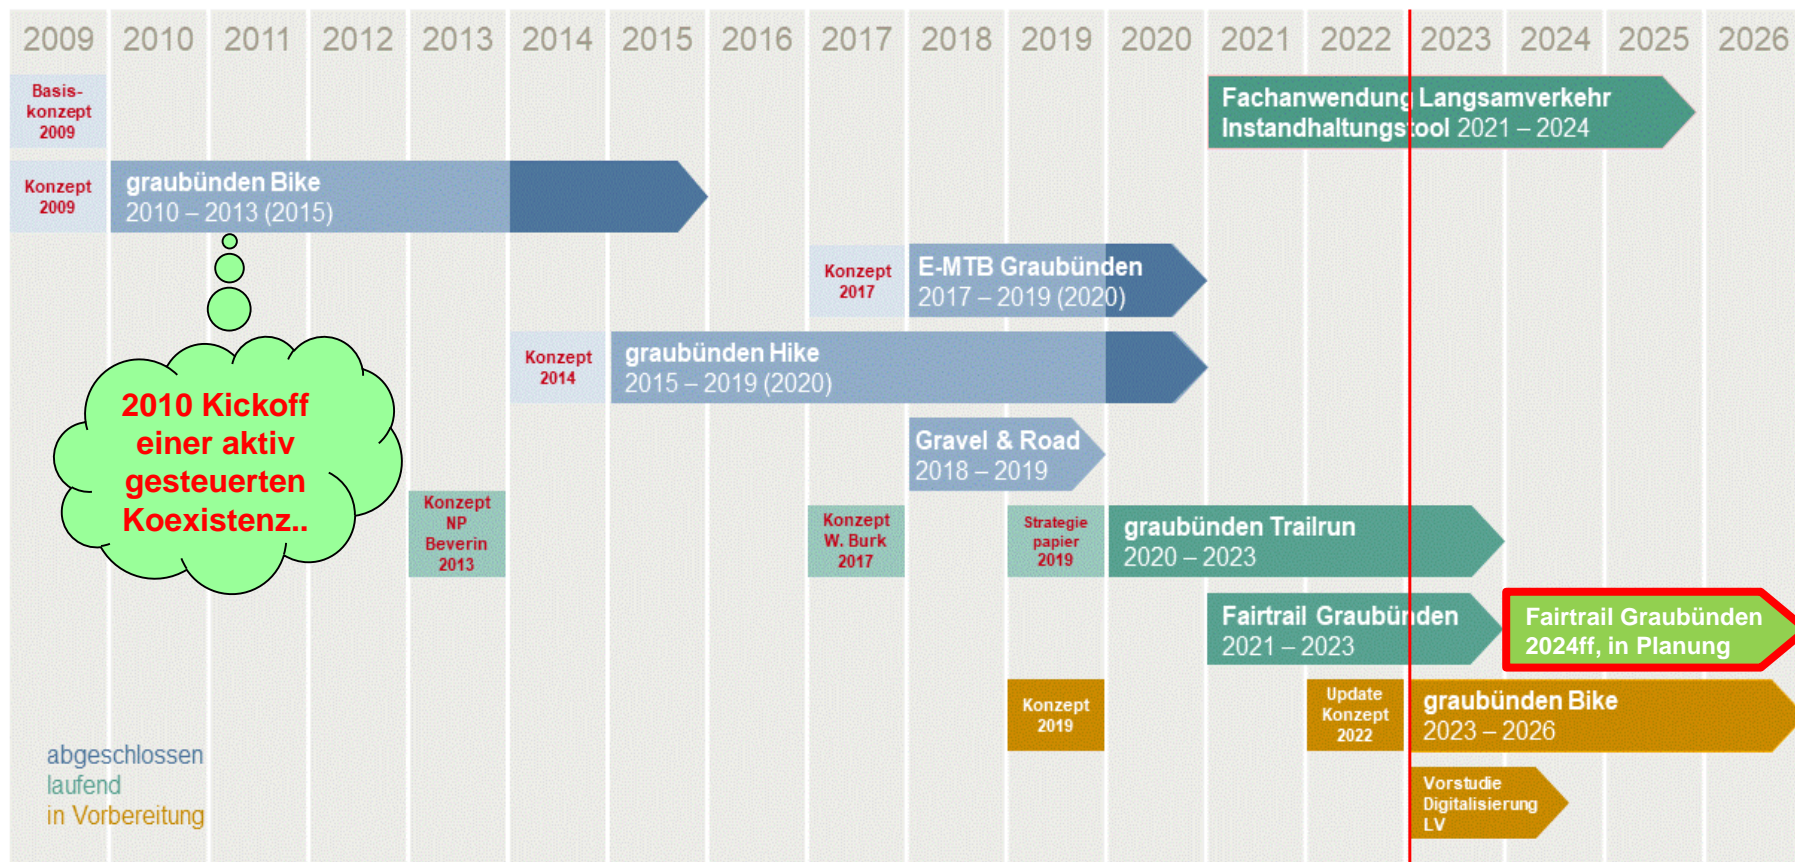 2009 2010 2011 2012 2013 2014 2015 2016 2017 2018 2019 2020 2021 2022 2023 2024 2025 2026
Basis-
konzept
2009
Fachanwendung Langsamverkehr
Instandhaltungstool 2021 – 2024
Konzept
2009
graubünden Bike
2010 – 2013 (2015)
Konzept
2017
E-MTB Graubünden
2017 – 2019 (2020)
Konzept
2014
graubünden Hike
2015 – 2019 (2020)
2010 Kickoff
einer aktiv
gesteuerten
Koexistenz..
Gravel & Road
2018 – 2019
Konzept
NP
Beverin
2013
Konzept
W. Burk
2017
Strategie
papier
2019
graubünden Trailrun
2020 – 2023
Fairtrail Graubünden
2021 – 2023
Fairtrail Graubünden
2024ff, in Planung
Konzept
2019
Update
Konzept
2022
graubünden Bike
2023 – 2026
Vorstudie
Digitalisierung
LV
abgeschlossen
laufend
in Vorbereitung